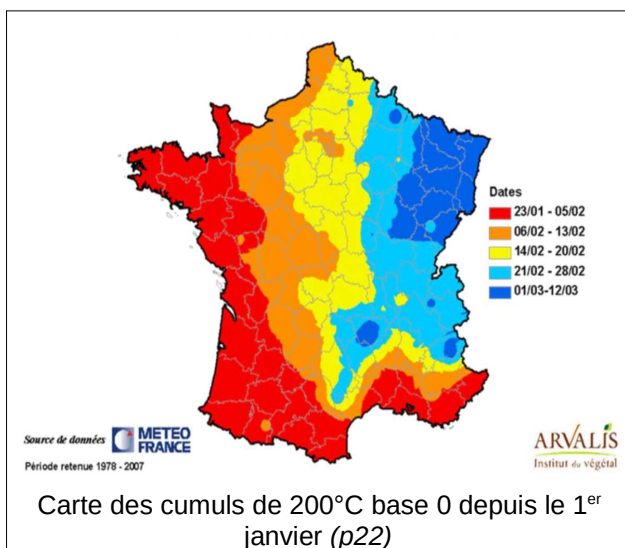 Dates
23/01 - 05/02
06/02 - 13/02
14/02 - 20/02
21/02 - 28/02
01/03-12/03
Source de données
METEO
FRANCE
Période retenue 1978 - 2007
ARVALIS
Institut du végétal
Carte des cumuls de 200°C base 0 depuis le 1er
janvier (p22)